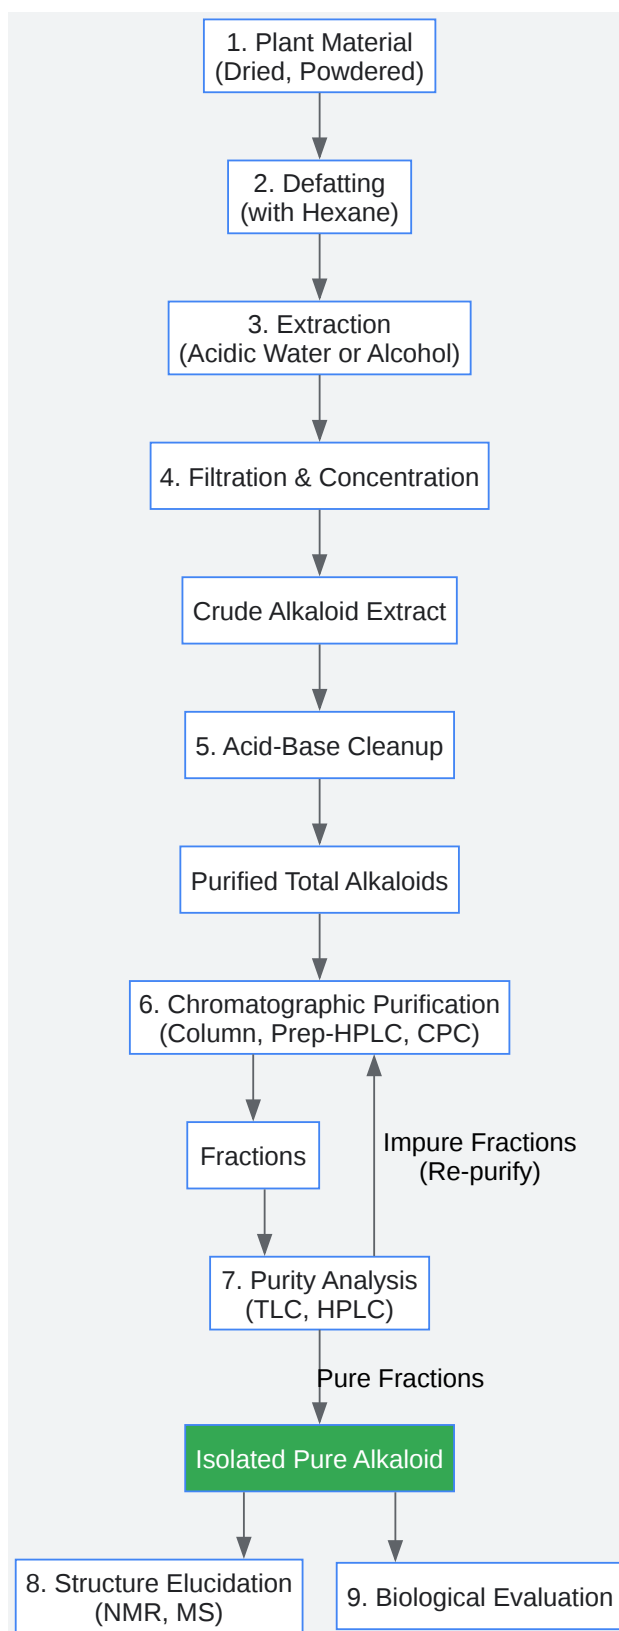 1. Plant Material
(Dried, Powdered)
2. Defatting
(with Hexane)
3. Extraction
(Acidic Water or Alcohol)
4. Filtration & Concentration
Crude Alkaloid Extract
5. Acid-Base Cleanup
Purified Total Alkaloids
6. Chromatographic Purification
(Column, Prep-HPLC, CPC)
Fractions
Impure Fractions
(Re-purify)
7. Purity Analysis
(TLC, HPLC)
Pure Fractions
Isolated Pure Alkaloid
8. Structure Elucidation
(NMR, MS)
9. Biological Evaluation